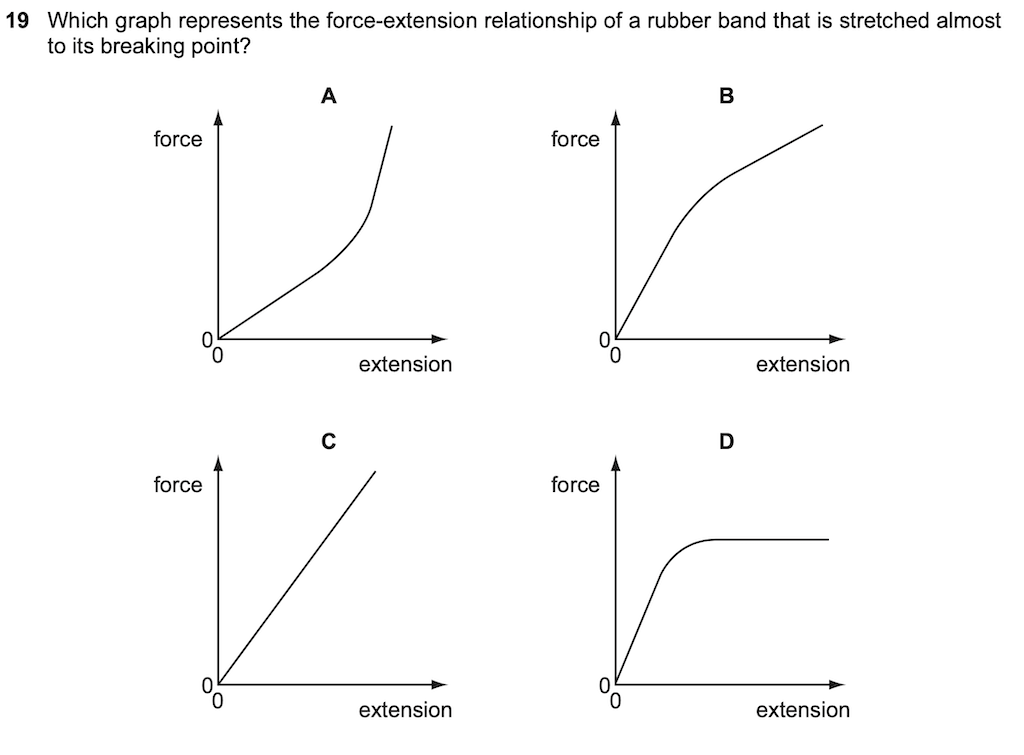 19 Which graph represents the force-extension relationship of a rubber band that is stretched almost
to its breaking point?
A
force
0
0
extension
B
force
0
0
extension
C
force
0
0
extension
D
force
0
0
extension